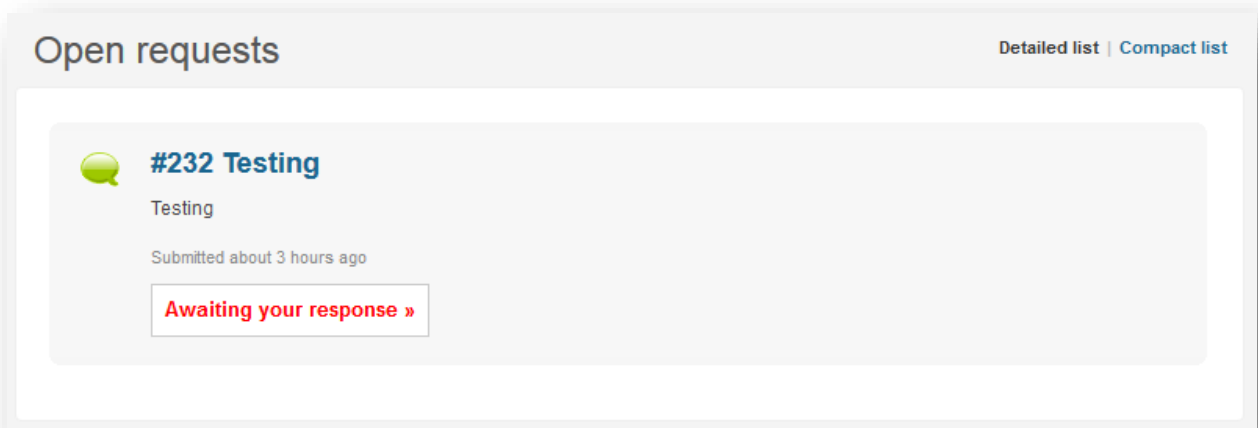 Open requests
Detailed list | Compact list
#232 Testing
Testing
Submitted about 3 hours ago
Awaiting your response »